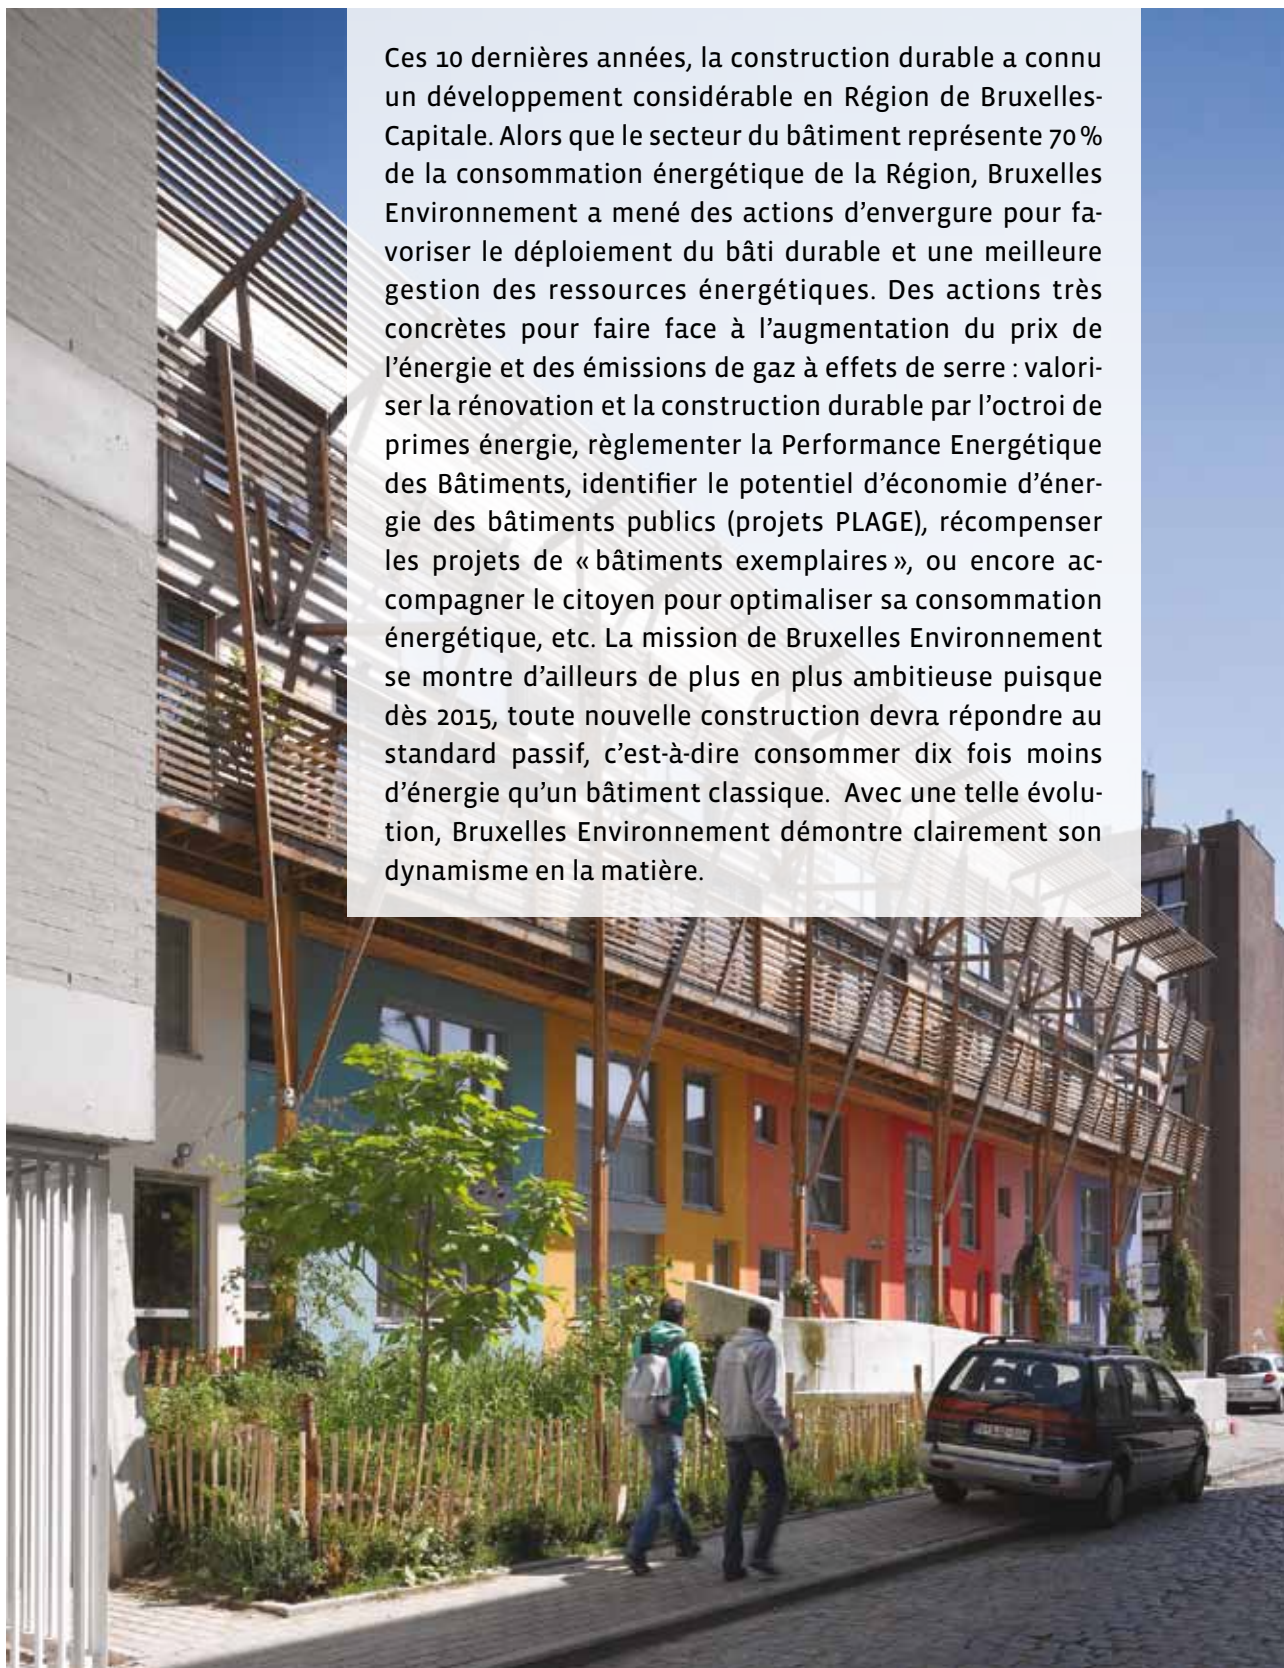 Ces 10 dernières années, la construction durable a connu
un développement considérable en Région de Bruxelles-
Capitale. Alors que le secteur du bâtiment représente 70 %
de la consommation énergétique de la Région, Bruxelles
Environnement a mené des actions d’envergure pour fa-
voriser le déploiement du bâti durable et une meilleure
gestion des ressources énergétiques. Des actions très
concrètes pour faire face à l’augmentation du prix de
l’énergie et des émissions de gaz à effets de serre : valori-
ser la rénovation et la construction durable par l’octroi de
primes énergie, règlementer la Performance Energétique
des Bâtiments, identifier le potentiel d’économie d’éner-
gie des bâtiments publics (projets PLAGE), récompenser
les projets de « bâtiments exemplaires », ou encore ac-
compagner le citoyen pour optimaliser sa consommation
énergétique, etc. La mission de Bruxelles Environnement
se montre d’ailleurs de plus en plus ambitieuse puisque
dès 2015, toute nouvelle construction devra répondre au
standard passif, c’est-à-dire consommer dix fois moins
d’énergie qu’un bâtiment classique. Avec une telle évolu-
tion, Bruxelles Environnement démontre clairement son
dynamisme en la matière.